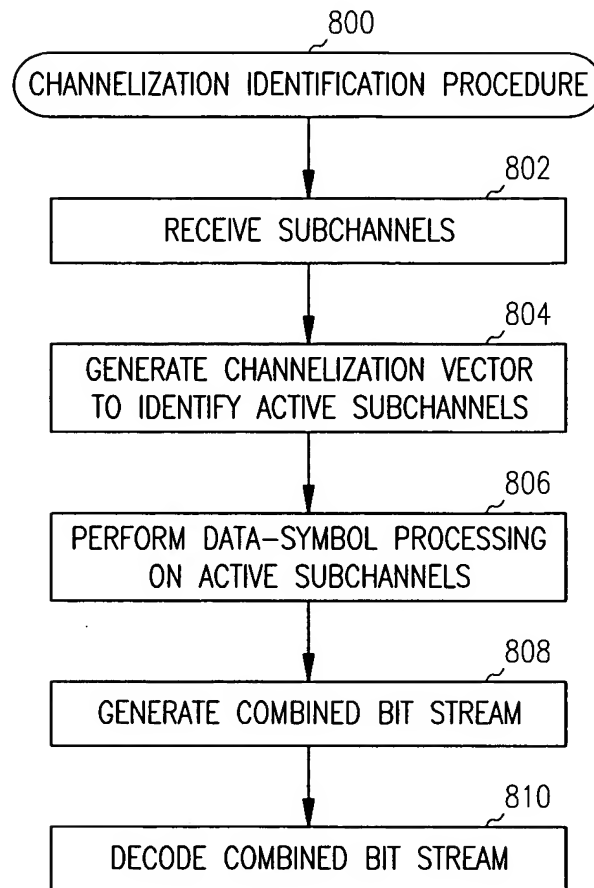 800
CHANNELIZATION IDENTIFICATION PROCEDURE
802
RECEIVE SUBCHANNELS
804
GENERATE CHANNELIZATION VECTOR
TO IDENTIFY ACTIVE SUBCHANNELS
806
PERFORM DATA-SYMBOL PROCESSING
ON ACTIVE SUBCHANNELS
808
GENERATE COMBINED BIT STREAM
810
DECODE COMBINED BIT STREAM